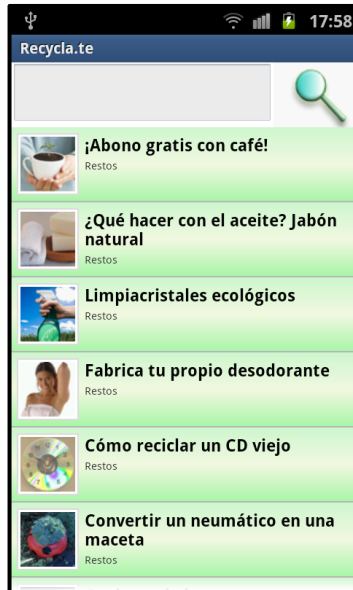 17:58
Recycla.te
¡Abono gratis con café!
Restos
¿Qué hacer con el aceite? Jabón
natural
Restos
Limpiacristales ecológicos
Restos
Fabrica tu propio desodorante
Restos
Cómo reciclar un CD viejo
Restos
Convertir un neumático en una
maceta
Restos